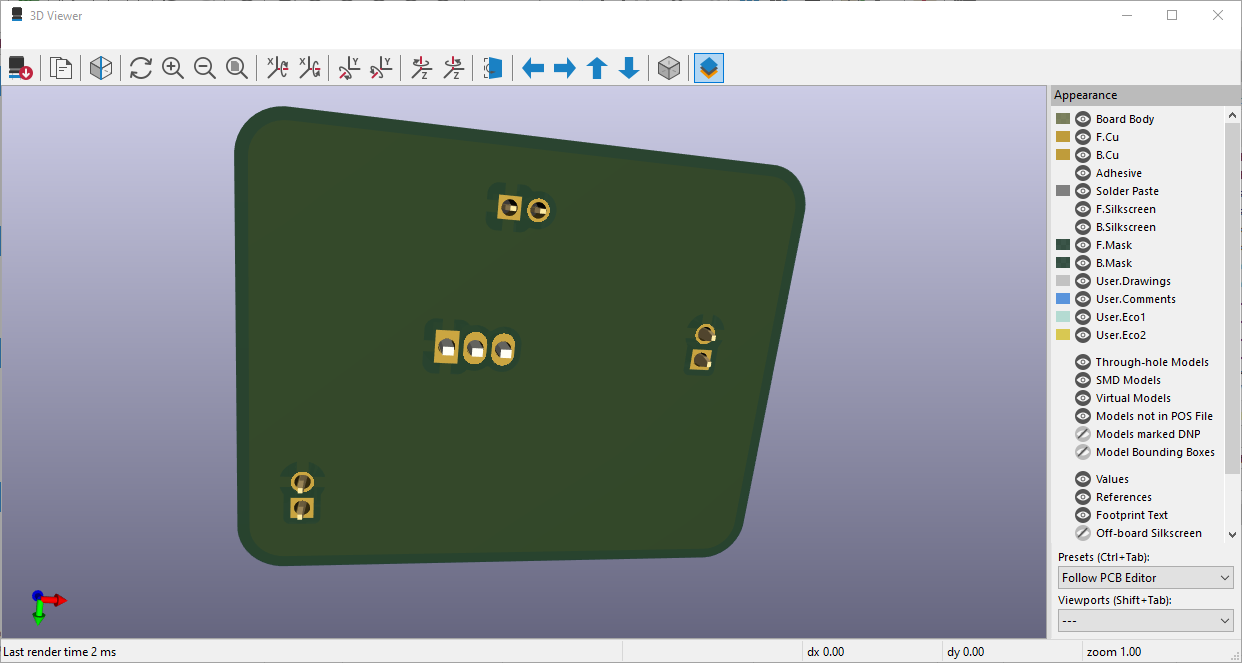 3D Viewer
Y
Y
Z
Z
Appearance
Board Body
F.Cu
B.Cu
Adhesive
Solder Paste
F.Silkscreen
B.Silkscreen
F.Mask
B.Mask
User.Drawings
User.Comments
User.Eco1
User.Eco2
Through-hole Models
SMD Models
Virtual Models
Models not in POS File
Models marked DNP
Model Bounding Boxes
Values
References
Footprint Text
Off-board Silkscreen
Presets (Ctrl+Tab):
Follow PCB Editor
Viewports (Shift+Tab):
---
Last render time 2 ms
dx 0.00
dy 0.00
zoom 1.00